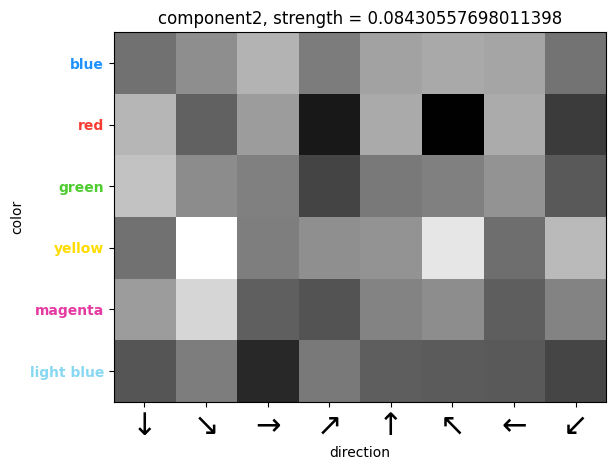 component2, strength = 0.08430557698011398
blue
red
green
yellow
magenta
light blue
color
↓ ↘ → ↗ ↑ ↖ ← ↙
direction